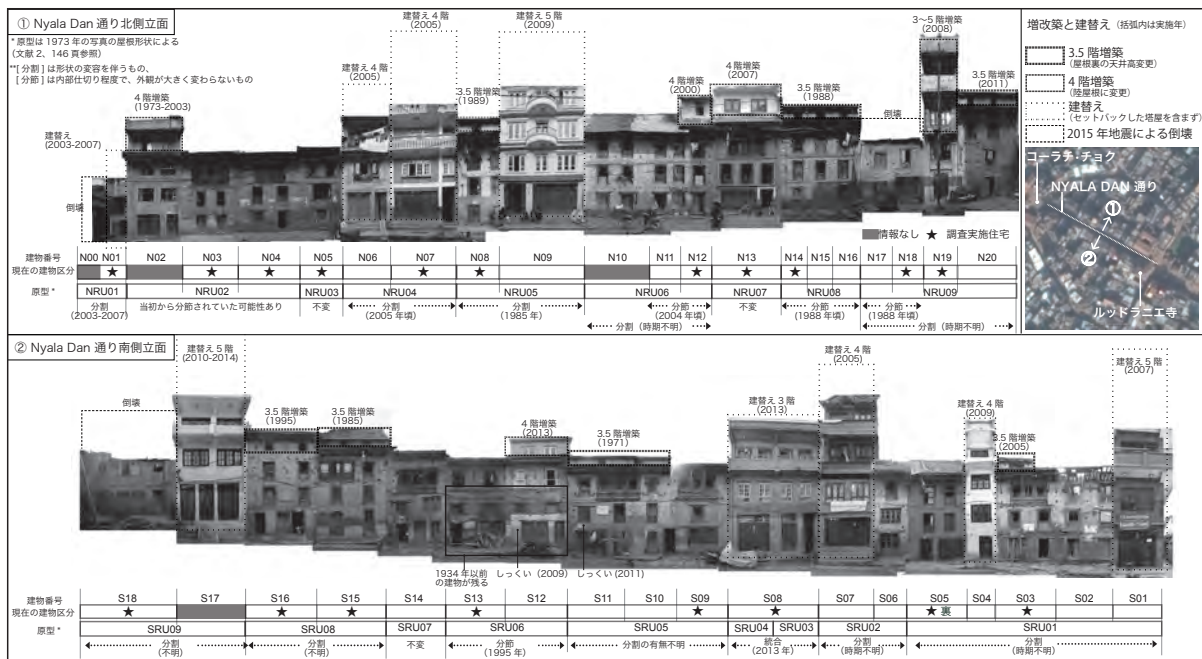 ① Nyala Dan 通り北側立面
* 原型は 1973 年の写真の屋根形状による
(文献 2、146 頁参照)
**[ 分割 ] は形状の変容を伴うもの、
[ 分節 ] は内部仕切り程度で、外観が大きく変わらないもの
倒壊
建替え
(2003-2007)
4 階増築
(1973-2003)
建替え 4 階
(2005)
建替え 4 階
(2005)
3.5 階増築
(1989)
建替え 5 階
(2009)
4 階増築
(2000)
4 階増築
(2007)
3.5 階増築
(1988)
3〜5 階増築
(2008)
3.5 階増築
(2011)
情報なし ★ 調査実施住宅
建物番号 N00 N01 N02 N03 N04 N05 N06 N07 N08 N09 N10 N11 N12 N13 N14 N15 N16 N17 N18 N19 N20
現在の建物区分 ★ ★ ★ ★ ★ ★ ★ ★ ★ ★ ★
原型 * NRU01 NRU02 NRU03 NRU04 NRU05 NRU06 NRU07 NRU08 NRU09
分割
(2003-2007)
当初から分節されていた可能性あり
不変
分割
(2005 年頃)
分割
(1985 年)
分節
(2004 年頃)
分割（時期不明）
不変
分節
(1988 年頃)
分節
(1988 年頃)
分割（時期不明）
増改築と建替え（括弧内は実施年）
3.5 階増築
(屋根裏の天井高変更)
4 階増築
(陸屋根に変更)
建替え
(セットバックした塔屋を含まず)
2015 年地震による倒壊
コーラチ・チョク
NYALA DAN 通り
①
②
ルッドラニエ寺
② Nyala Dan 通り南側立面
倒壊
建替え 5 階
(2010-2014)
3.5 階増築
(1995)
3.5 階増築
(1985)
4 階増築
(2013)
3.5 階増築
(1971)
建替え 3 階
(2013)
建替え 4 階
(2005)
建替え 4 階
(2009)
3.5 階増築
(2005)
建替え 5 階
(2007)
1934 年以前
の建物が残る
しっくい（2009）
しっくい (2011)
建物番号 S18 S17 S16 S15 S14 S13 S12 S11 S10 S09 S08 S07 S06 S05 S04 S03 S02 S01
現在の建物区分 ★ ★ ★ ★ ★ ★ ★ 裏 ★
原型 * SRU09 SRU08 SRU07 SRU06 SRU05 SRU04 SRU03 SRU02 SRU01
分割
(不明)
分割
(不明)
不変
分節
(1995 年)
分割の有無不明
統合
(2013 年)
分割
(時期不明)
分割
(時期不明)